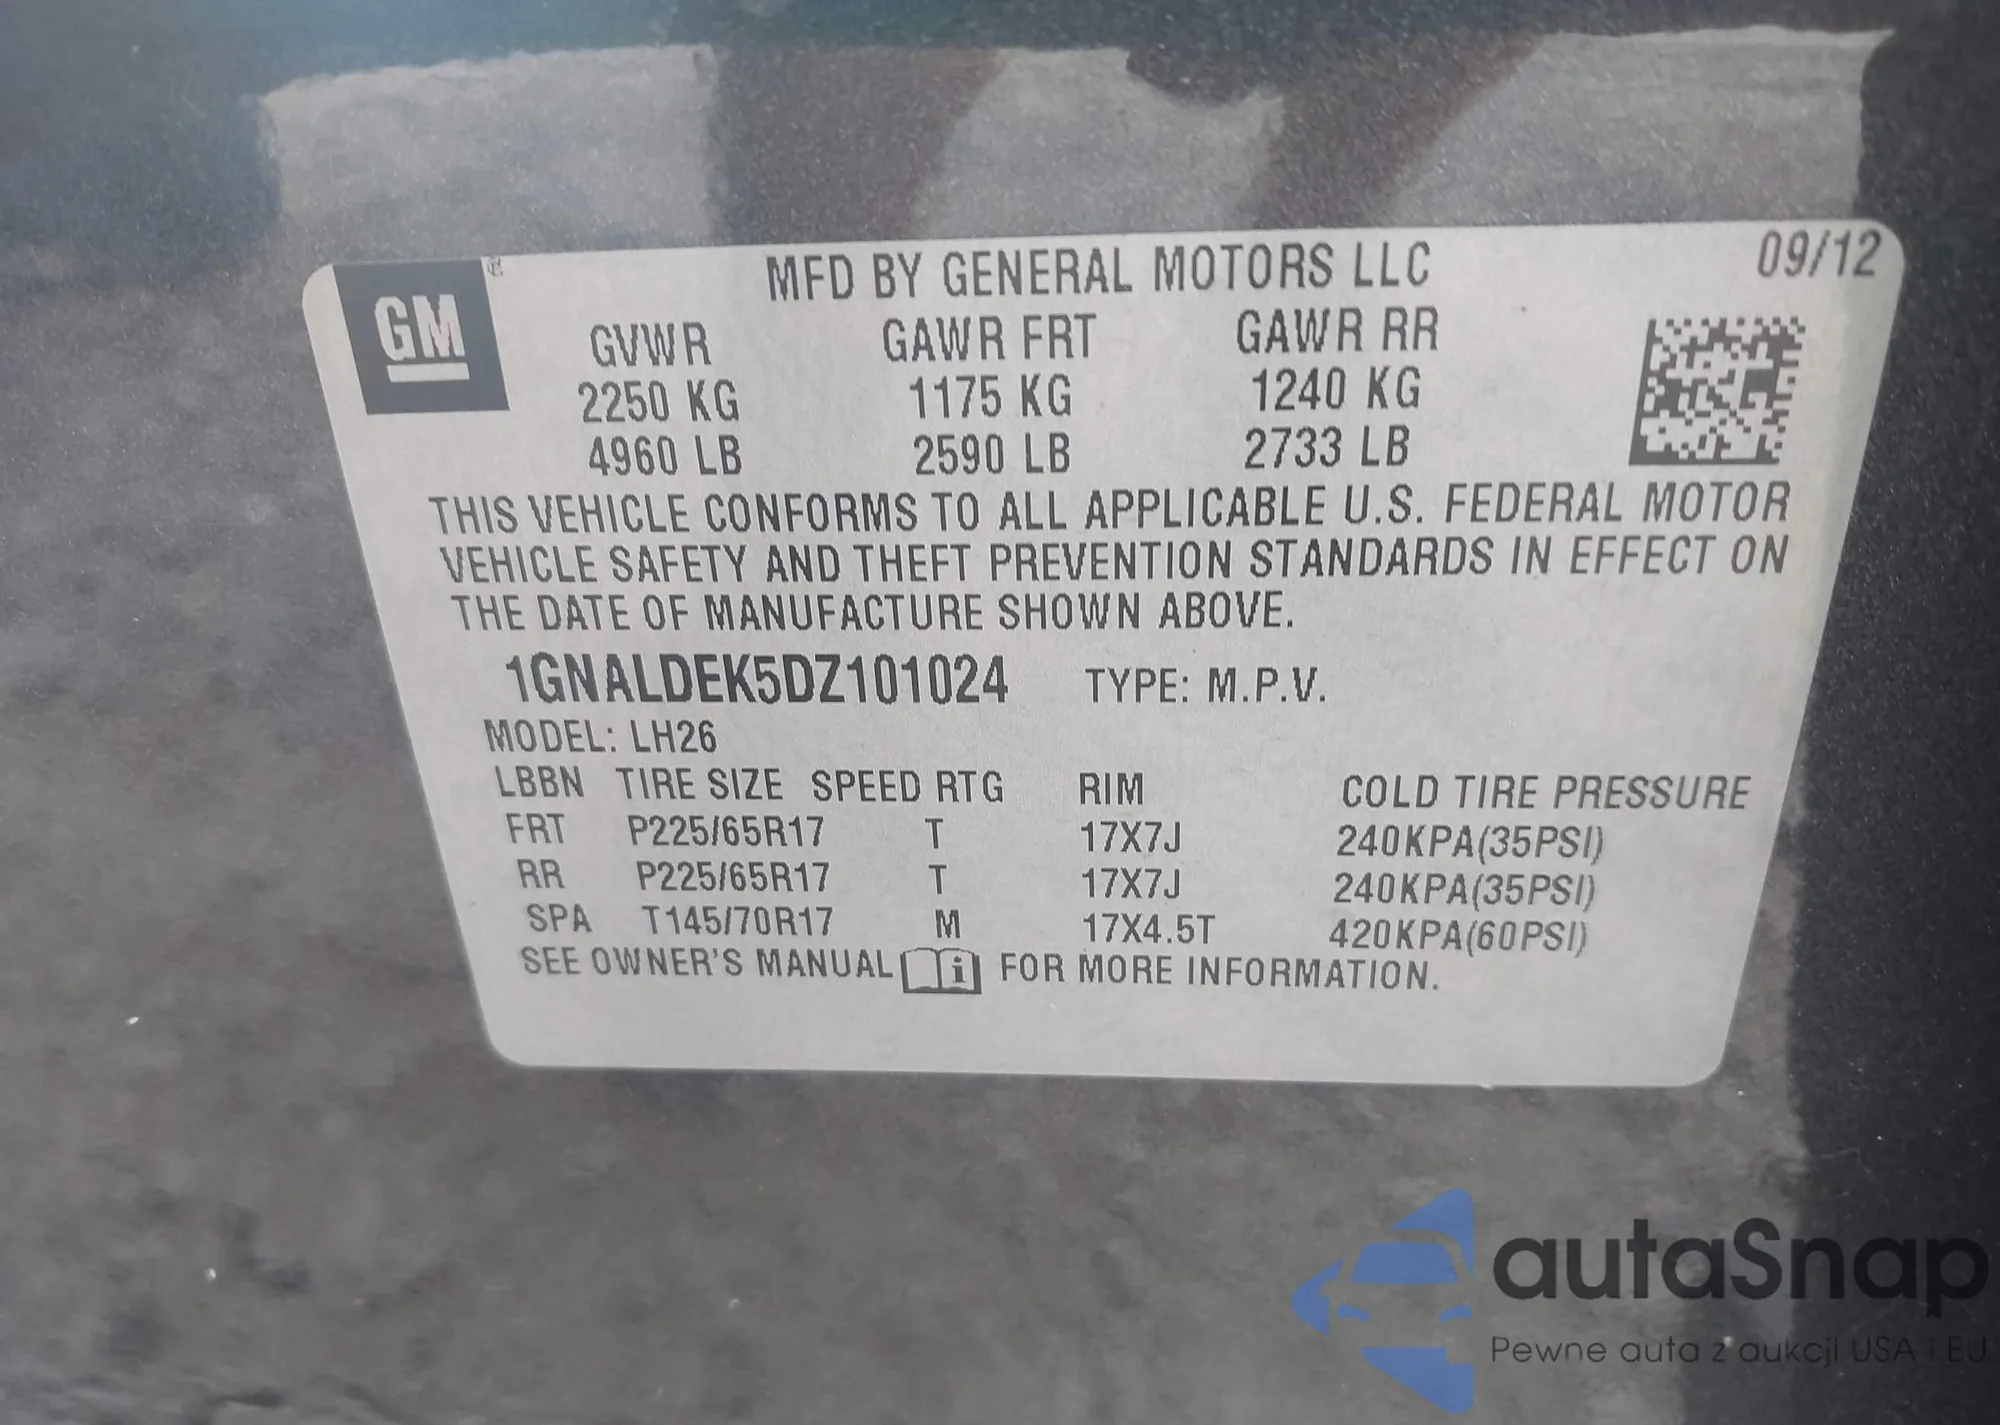 MFD BY GENERAL MOTORS LLC 09/12
GM
GVWR GAWR FRT GAWR RR
2250 KG 1175 KG 1240 KG
4960 LB 2590 LB 2733 LB
THIS VEHICLE CONFORMS TO ALL APPLICABLE U.S. FEDERAL MOTOR
VEHICLE SAFETY AND THEFT PREVENTION STANDARDS IN EFFECT ON
THE DATE OF MANUFACTURE SHOWN ABOVE.
1GNALDEK5DZ101024 TYPE: M.P.V.
MODEL: LH26
LBBN TIRE SIZE SPEED RTG RIM COLD TIRE PRESSURE
FRT P225/65R17 T 17X7J 240KPA(35PSI)
RR P225/65R17 T 17X7J 240KPA(35PSI)
SPA T145/70R17 M 17X4.5T 420KPA(60PSI)
SEE OWNER'S MANUAL i FOR MORE INFORMATION.
autaSnap
Pewne auta z aukcji USA i EU